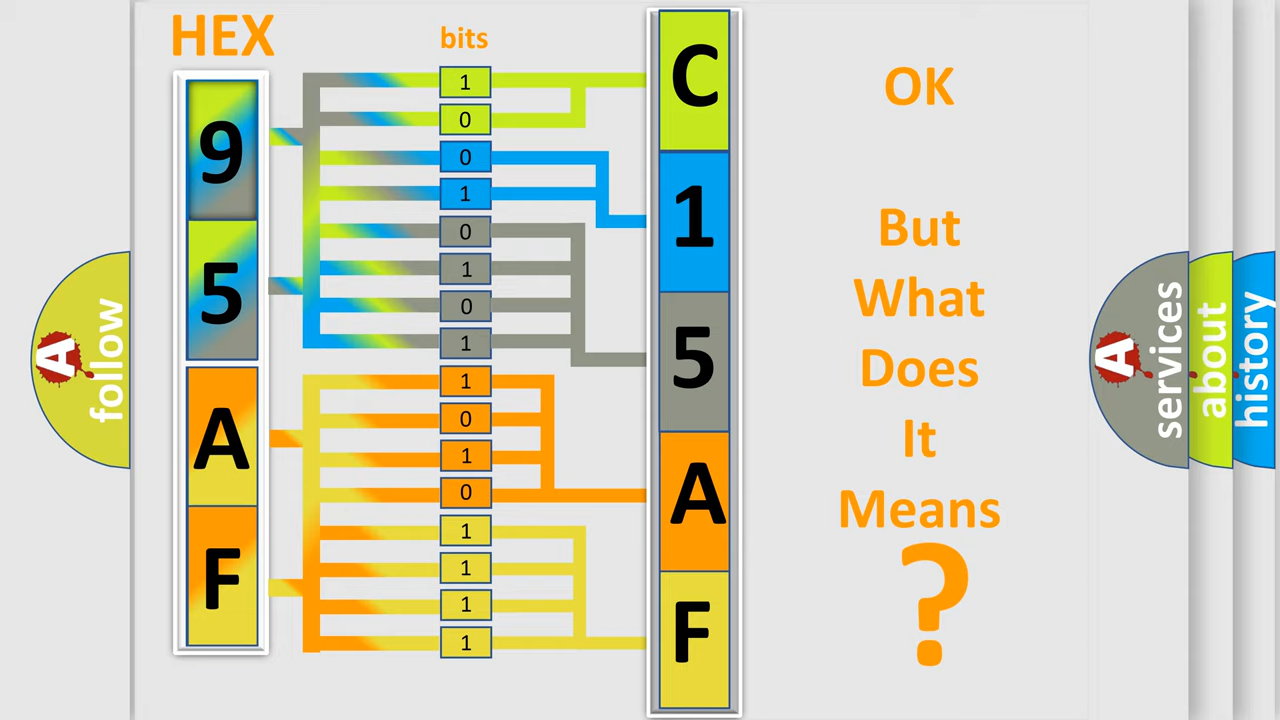 HEX
bits
9
5
A
F
1
0
0
1
0
1
0
1
1
0
1
0
1
1
1
1
C
1
5
A
F
OK
But
What
Does
It
Means
?
A
follow
A
services
about
history